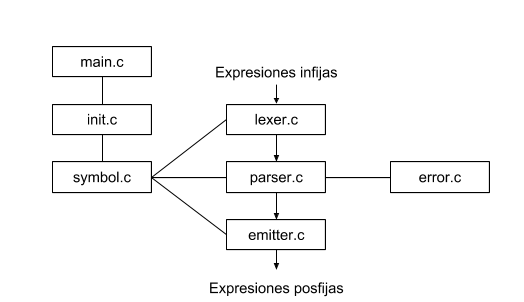 main.c
Expresiones infijas
init.c
lexer.c
symbol.c
parser.c
error.c
emitter.c
Expresiones posfijas